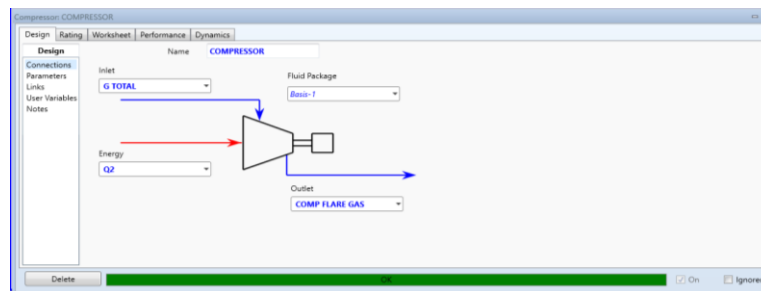 Compressor: COMPRESSOR
Design Rating Worksheet Performance Dynamics
Design
Connections
Parameters
Links
User Variables
Notes
Name COMPRESSOR
Inlet
G TOTAL
Fluid Package
Basis-1
Energy
Q2
Outlet
COMP FLARE GAS
Delete OK On Ignored